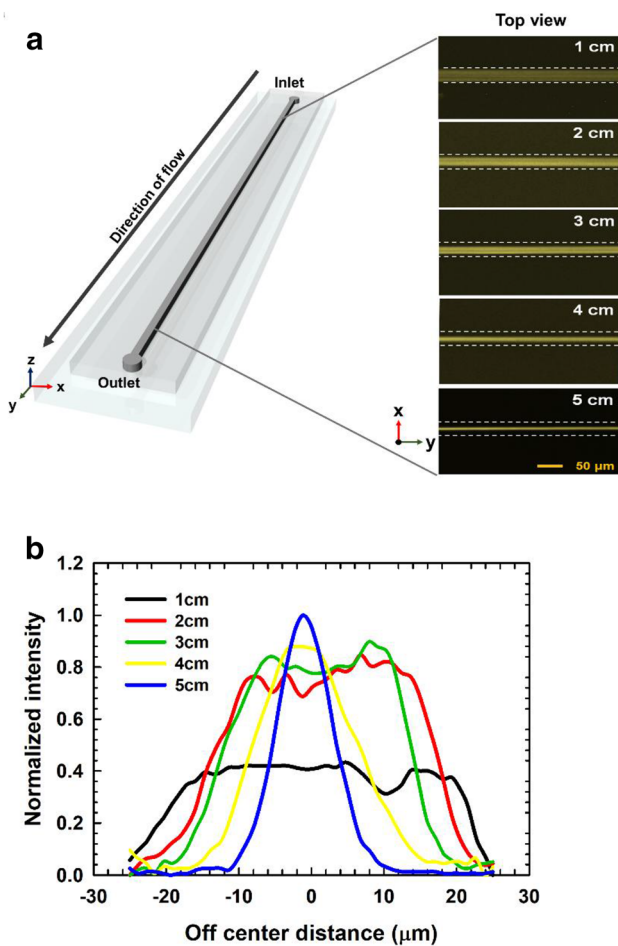 a
Top view
Inlet
Direction of flow
Outlet
z
x
y
1 cm
2 cm
3 cm
4 cm
5 cm
x
y
50 μm
b
Normalized intensity
1.2
1.0
0.8
0.6
0.4
0.2
0.0
1cm
2cm
3cm
4cm
5cm
-30 -20 -10 0 10 20 30
Off center distance (μm)